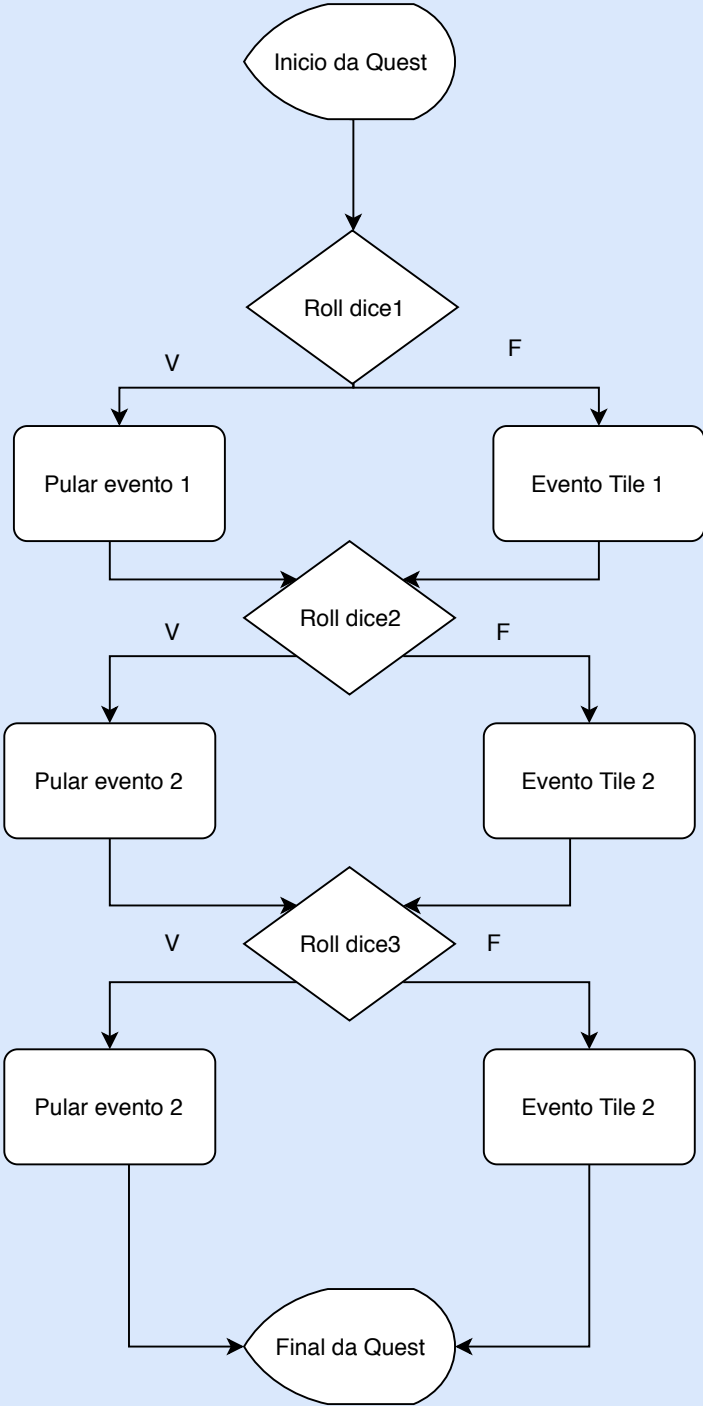 Inicio da Quest
Roll dice1
V
F
Pular evento 1
Evento Tile 1
Roll dice2
V
F
Pular evento 2
Evento Tile 2
Roll dice3
V
F
Pular evento 2
Evento Tile 2
Final da Quest